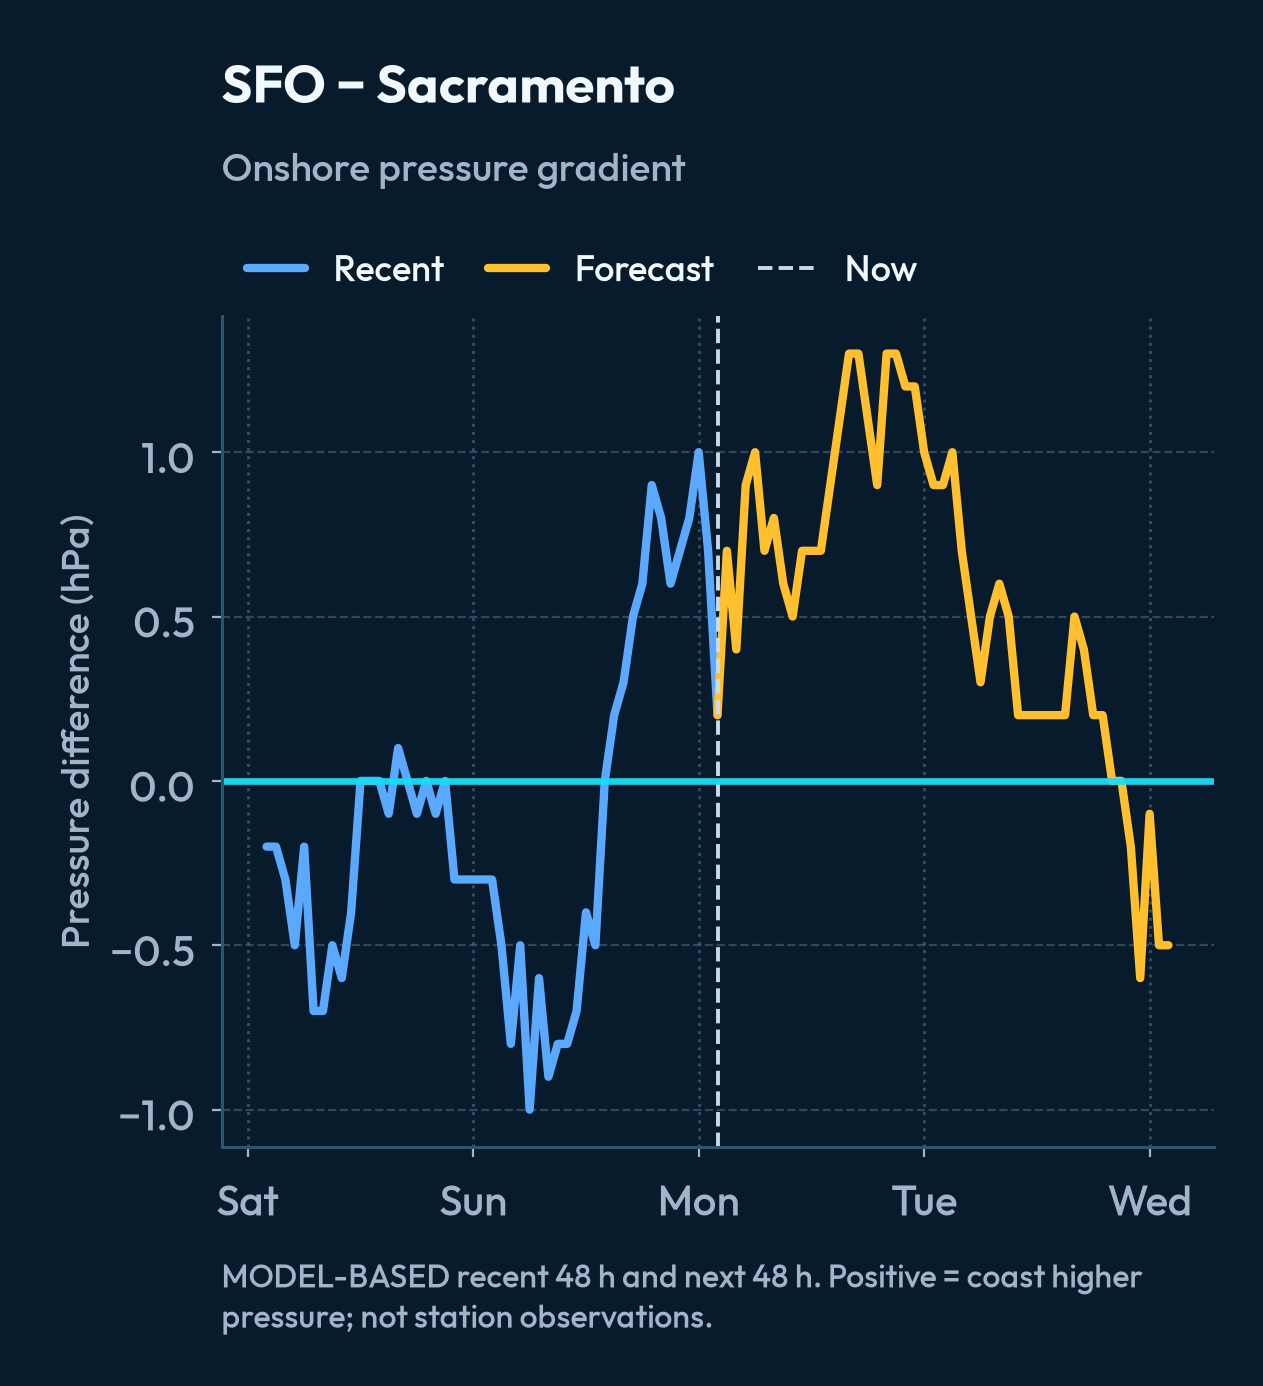 SFO – Sacramento
Onshore pressure gradient
Recent Forecast Now
1.0
0.5
0.0
−0.5
−1.0
Pressure difference (hPa)
Sat Sun Mon Tue Wed
MODEL-BASED recent 48 h and next 48 h. Positive = coast higher
pressure; not station observations.